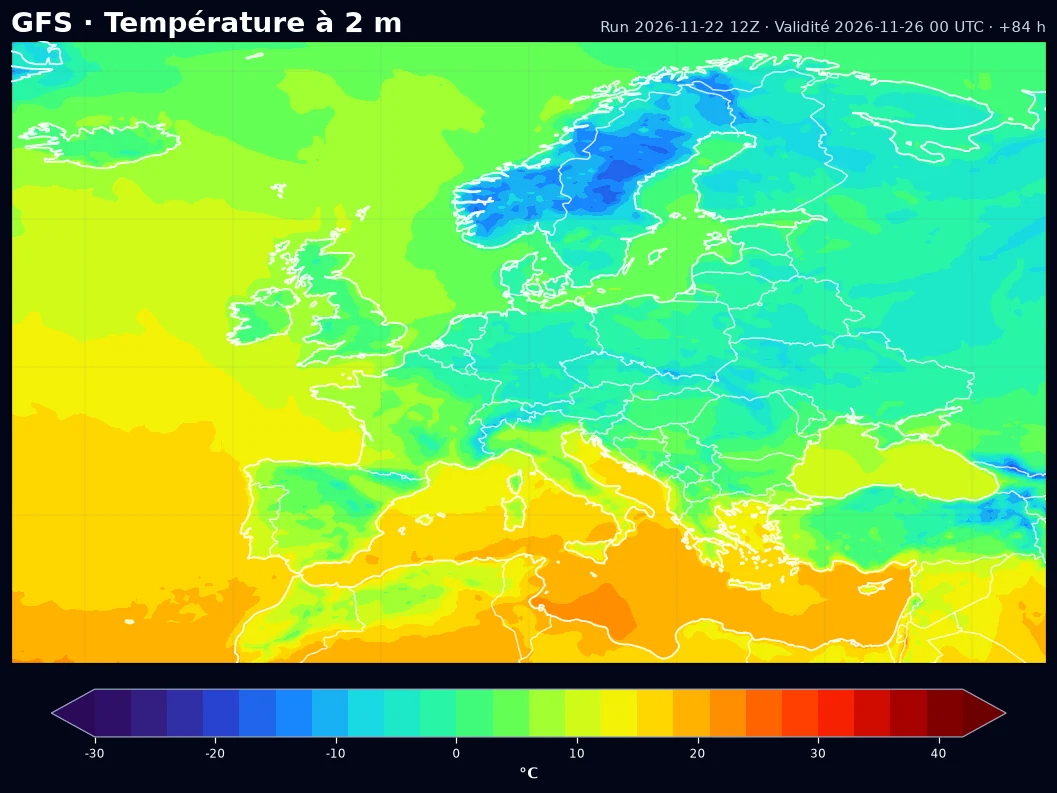 GFS · Température à 2 m
Run 2026-11-22 12Z · Validité 2026-11-26 00 UTC · +84 h
-30 -20 -10 0 10 20 30 40
°C